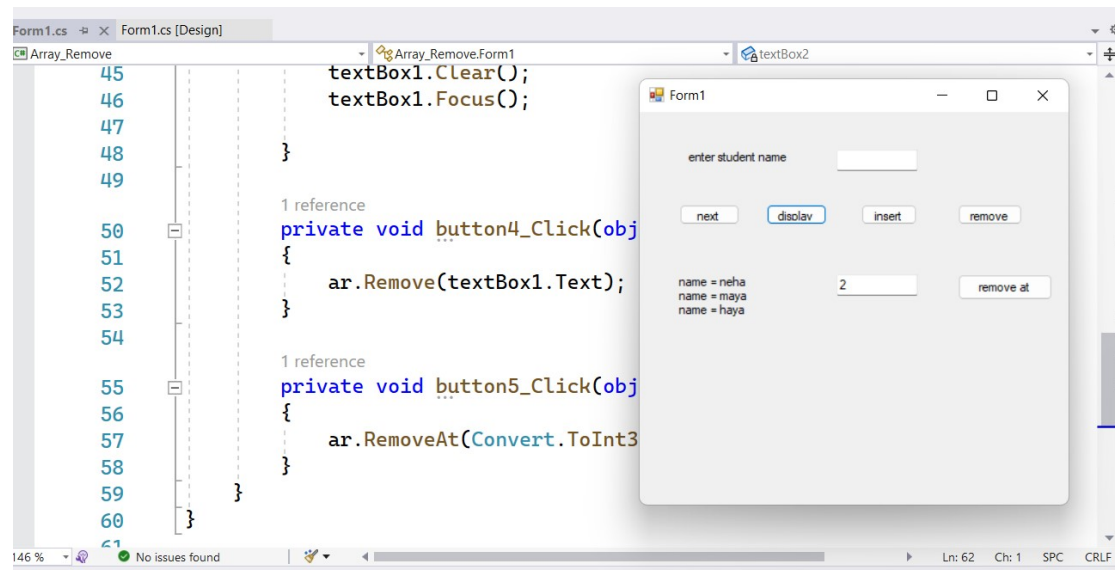 Form1.cs Form1.cs [Design]
C# Array_Remove Array_Remove.Form1 textBox2
45 textBox1.Clear();
46 textBox1.Focus();
47
48 }
49
1 reference
50 private void button4_Click(obj
51 {
52 ar.Remove(textBox1.Text);
53 }
54
1 reference
55 private void button5_Click(obj
56 {
57 ar.RemoveAt(Convert.ToInt3
58 }
59 }
60 }
61
146 % No issues found Ln: 62 Ch: 1 SPC CRLF
Form1
enter student name
next display insert remove
name = neha
name = maya
name = haya
2 remove at